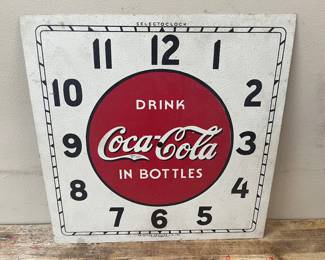 SELECTOCLOCK
11 12 1
10 2
DRINK
9 Coca-Cola 3
IN BOTTLES
8 4
7 6 5